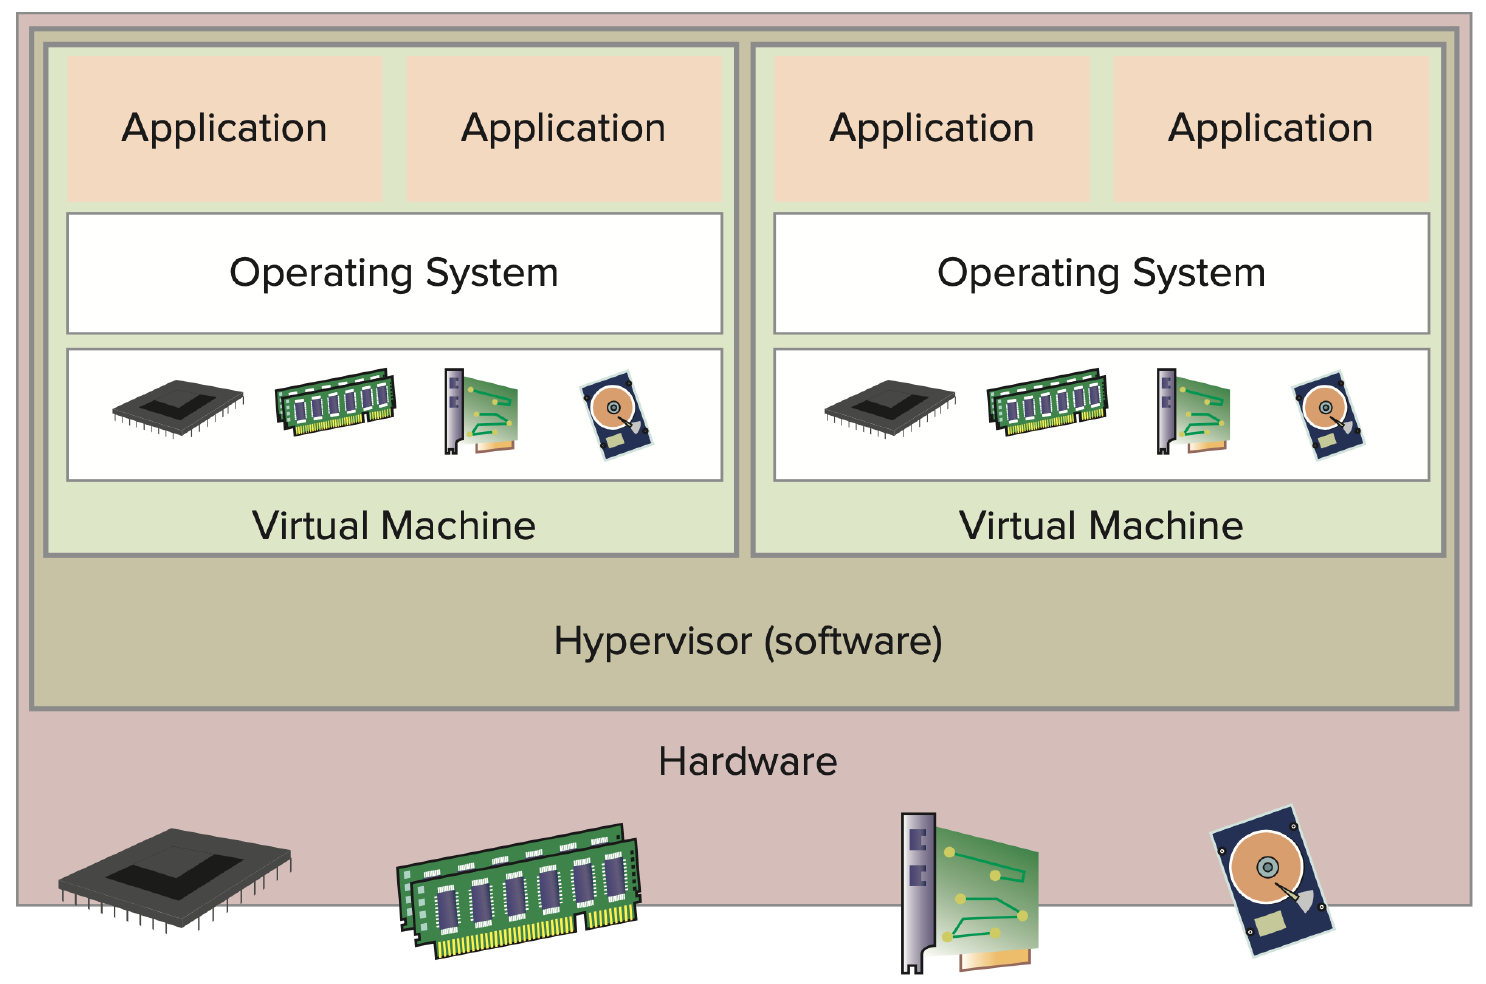 Application
Application
Application
Application
Operating System
Operating System
Virtual Machine
Virtual Machine
Hypervisor (software)
Hardware